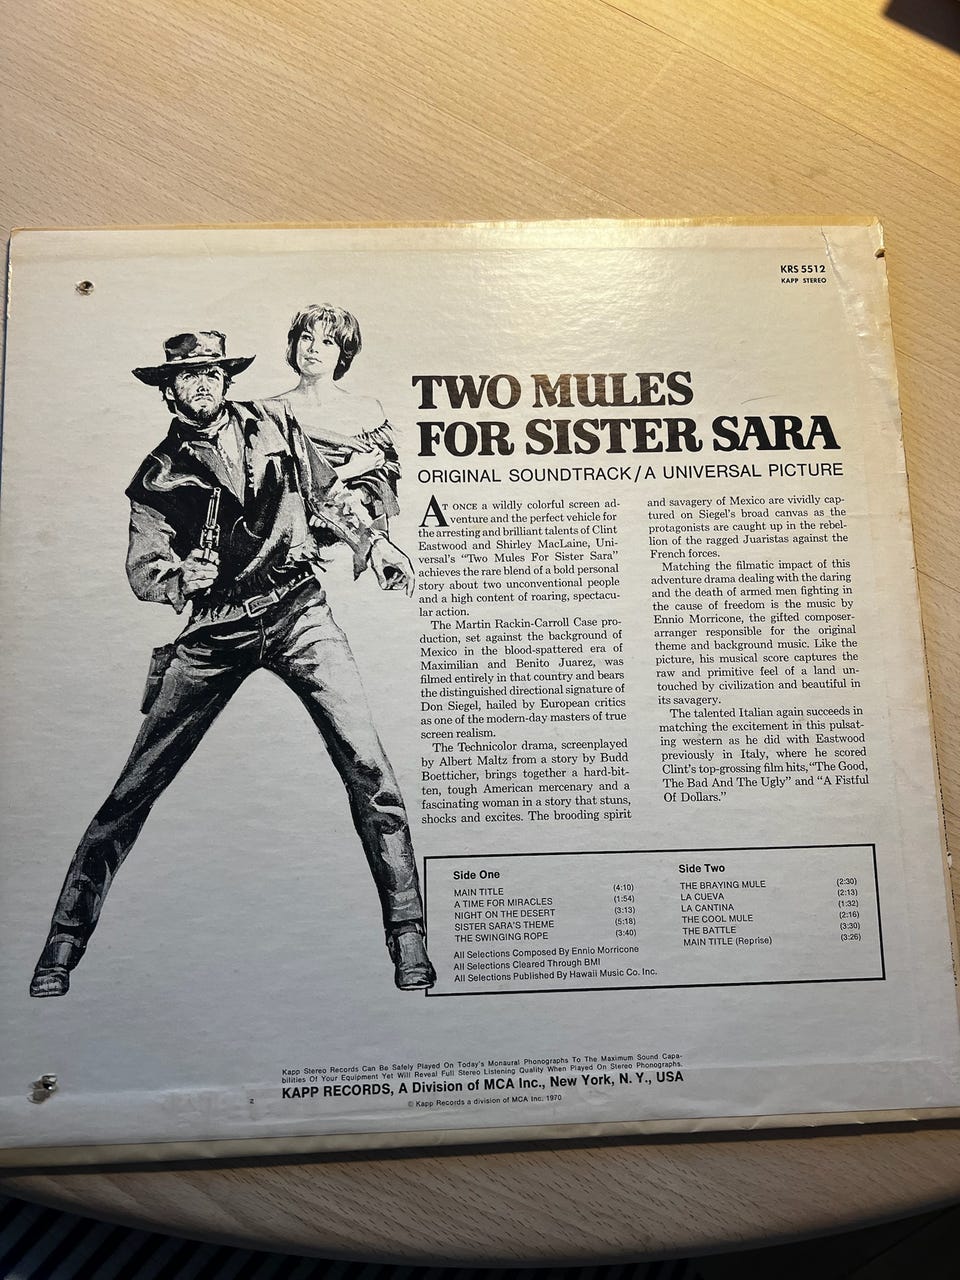 KRS 5512
KAPP STEREO
TWO MULES
FOR SISTER SARA
ORIGINAL SOUNDTRACK/A UNIVERSAL PICTURE
AT ONCE a wildly colorful screen ad-
venture and the perfect vehicle for
the arresting and brilliant talents of Clint
Eastwood and Shirley MacLaine, Uni-
versal's "Two Mules For Sister Sara"
achieves the rare blend of a bold personal
story about two unconventional people
and a high content of roaring, spectacu-
lar action.
The Martin Rackin-Carroll Case pro-
duction, set against the background of
Mexico in the blood-spattered era of
Maximilian and Benito Juarez, was
filmed entirely in that country and bears
the distinguished directional signature of
Don Siegel, hailed by European critics
as one of the modern-day masters of true
screen realism.
The Technicolor drama, screenplayed
by Albert Maltz from a story by Budd
Boetticher, brings together a hard-bit-
ten, tough American mercenary and a
fascinating woman in a story that stuns,
shocks and excites. The brooding spirit
and savagery of Mexico are vividly cap-
tured on Siegel's broad canvas as the
protagonists are caught up in the rebel-
lion of the ragged Juaristas against the
French forces.
Matching the filmatic impact of this
adventure drama dealing with the daring
and the death of armed men fighting in
the cause of freedom is the music by
Ennio Morricone, the gifted composer-
arranger responsible for the original
theme and background music. Like the
picture, his musical score captures the
raw and primitive feel of a land un-
touched by civilization and beautiful in
its savagery.
The talented Italian again succeeds in
matching the excitement in this pulsat-
ing western as he did with Eastwood
previously in Italy, where he scored
Clint's top-grossing film hits, "The Good,
The Bad And The Ugly" and "A Fistful
Of Dollars."
Side One
MAIN TITLE (4:10)
A TIME FOR MIRACLES (1:54)
NIGHT ON THE DESERT (3:13)
SISTER SARA'S THEME (5:18)
THE SWINGING ROPE (3:40)
Side Two
THE BRAYING MULE (2:30)
LA CUEVA (2:13)
LA CANTINA (1:32)
THE COOL MULE (2:16)
THE BATTLE (3:30)
MAIN TITLE (Reprise) (3:26)
All Selections Composed By Ennio Morricone
All Selections Cleared Through BMI
All Selections Published By Hawaii Music Co. Inc.
Kapp Stereo Records Can Be Safely Played On Today's Monaural Phonographs To The Maximum Sound Capa-
bilities Of Your Equipment Yet Will Reveal Full Stereo Listening Quality When Played On Stereo Phonographs.
KAPP RECORDS, A Division of MCA Inc., New York, N. Y., USA
2
© Kapp Records a division of MCA Inc. 1970